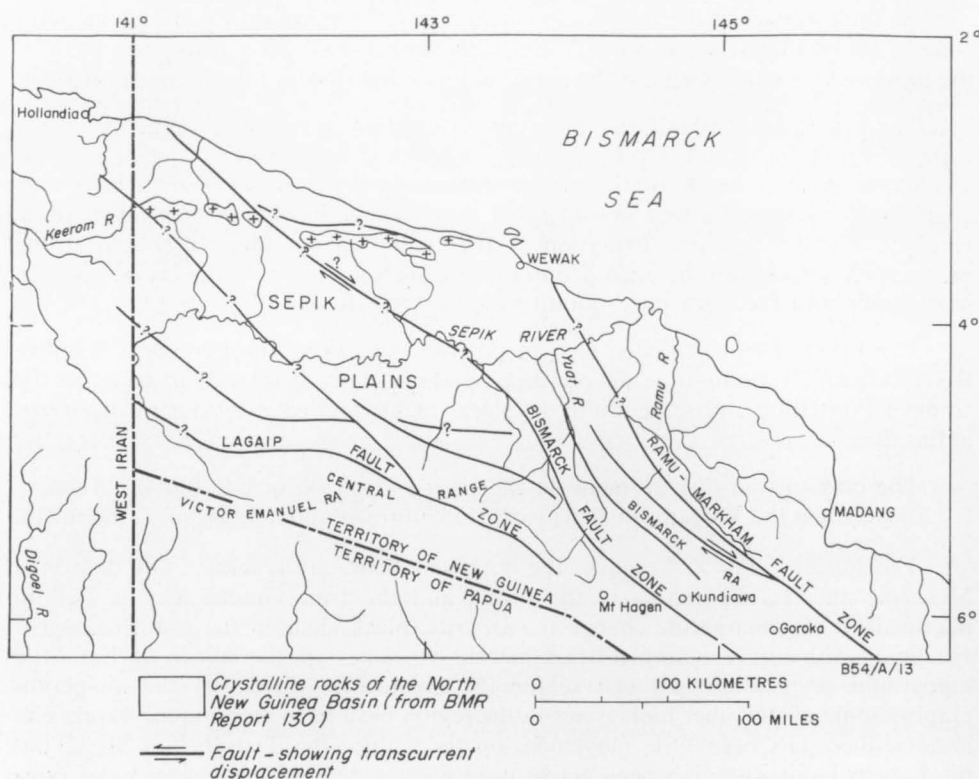 141° 143° 145°
2°
Hollandia
BISMARCK
SEA
Keerom R
?
?
?
?
?
WEWAK
?
SEPIK
?
?
?
SEPIK
RIVER
?
4°
?
PLAINS
Yuat R
Ramu R
?
?
BISMARCK
RAMU
WEST IRIAN
?
LAGAIP
FAULT
?
CENTRAL RA
RANGE
VICTOR EMANUEL
ZONE
FAULT
BISMARCK
RA
MARKHAM
MADANG
Digoel R
TERRITORY OF NEW GUINEA
TERRITORY OF PAPUA
ZONE
FAULT
ZONE
Mt Hagen
Kundiawa
Goroka
6°
B54/A/13
Crystalline rocks of the North
New Guinea Basin (from BMR
Report 130)
0 100 KILOMETRES
0 100 MILES
Fault – showing transcurrent
displacement